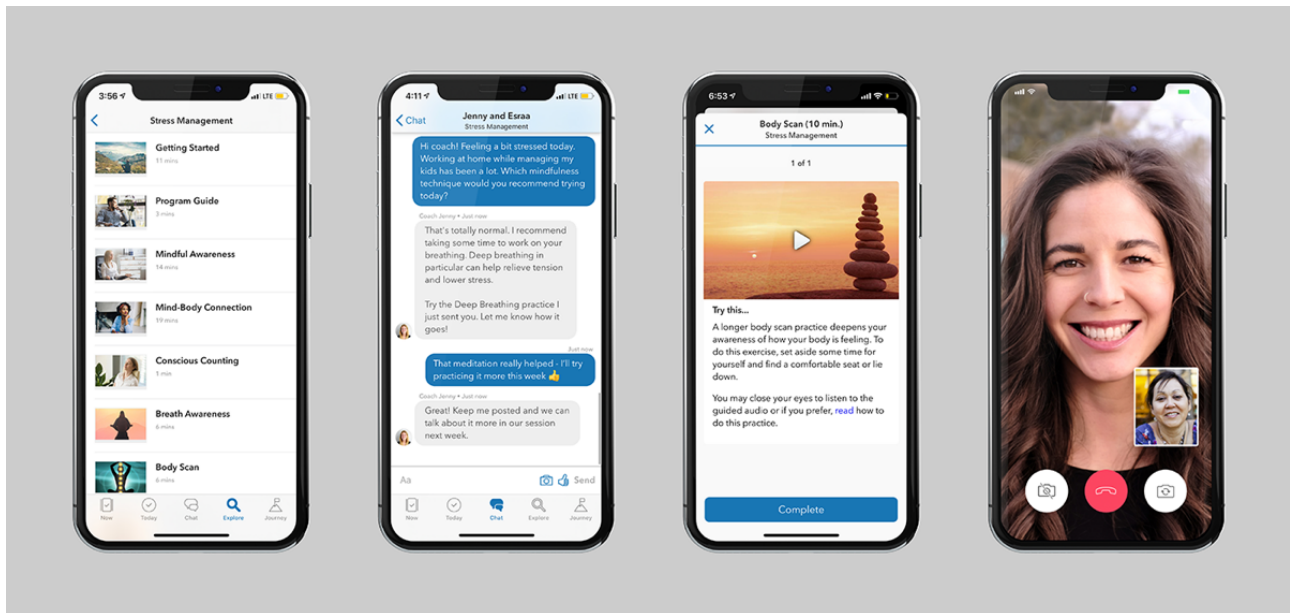 3:56
LTE
Stress Management
Getting Started
11 mins
Program Guide
3 mins
Mindful Awareness
14 mins
Mind-Body Connection
19 mins
Conscious Counting
1 min
Breath Awareness
6 mins
Body Scan
6 mins
Now
Today
Chat
Explore
Journey
4:11
LTE
Chat
Jenny and Esraa
Stress Management
Hi coach! Feeling a bit stressed today.
Working at home while managing my
kids has been a lot. Which mindfulness
technique would you recommend trying
today?
Coach Jenny • Just now
That's totally normal. I recommend
taking some time to work on your
breathing. Deep breathing in
particular can help relieve tension
and lower stress.
Try the Deep Breathing practice I
just sent you. Let me know how it
goes!
Just now
That meditation really helped - I'll try
practicing it more this week 👍
Coach Jenny • Just now
Great! Keep me posted and we can
talk about it more in our session
next week.
Aa
Send
Now
Today
Chat
Explore
Journey
6:53
Body Scan (10 min.)
Stress Management
1 of 1
Try this...
A longer body scan practice deepens your
awareness of how your body is feeling. To
do this exercise, set aside some time for
yourself and find a comfortable seat or lie
down.
You may close your eyes to listen to the
guided audio or if you prefer, read how to
do this practice.
Complete